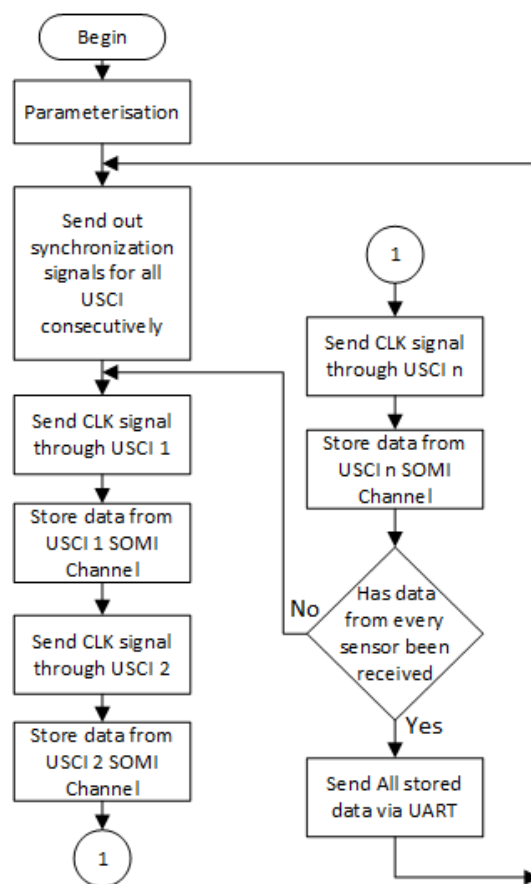 Begin
Parameterisation
Send out
synchronization
signals for all
USCI
consecutively
Send CLK signal
through USCI 1
Store data from
USCI 1 SOMI
Channel
Send CLK signal
through USCI 2
Store data from
USCI 2 SOMI
Channel
1
1
Send CLK signal
through USCI n
Store data from
USCI n SOMI
Channel
Has data
from every
sensor been
received
No
Yes
Send All stored
data via UART